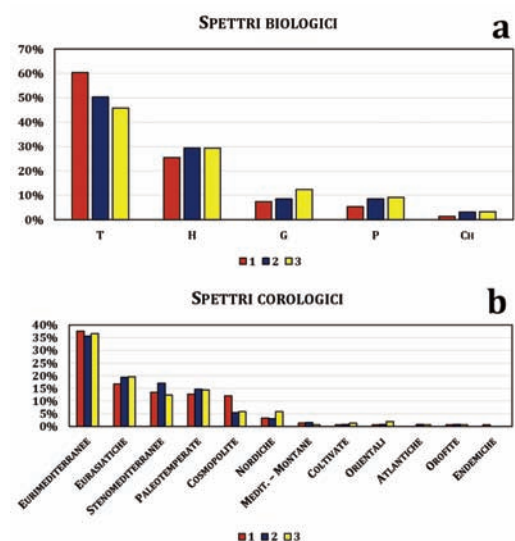 SPETTRI BIOLOGICI
a
70%
60%
50%
40%
30%
20%
10%
0%
T H G P CH
1 2 3
SPETTRI COROLOGICI
b
40%
35%
30%
25%
20%
15%
10%
5%
0%
EURIMEDITERRANEE
EURASIATICHE
STENOMEDITERRANEE
PALEOTEMPERATE
COSMOPOLITE
NORDICHE
MEDIT. – MONTANE
COLTIVATE
ORIENTALI
ATLANTICHE
OROFITE
ENDEMICHE
1 2 3